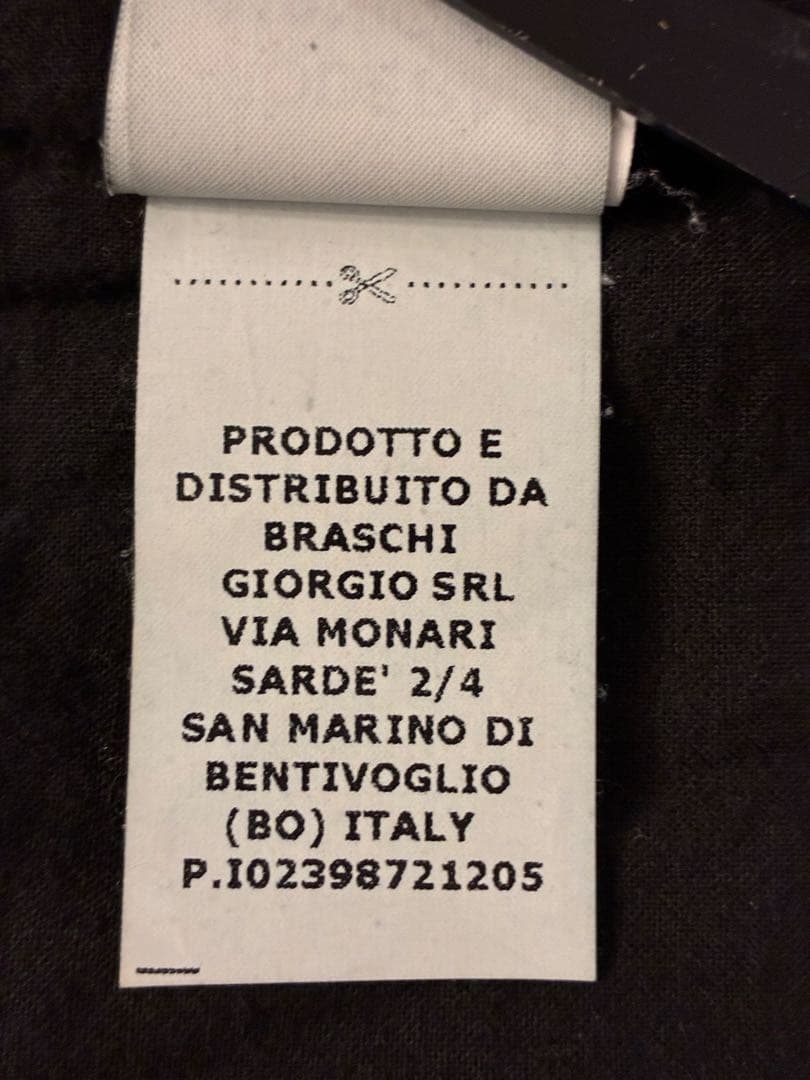 PRODOTTO E
DISTRIBUITO DA
BRASCHI
GIORGIO SRL
VIA MONARI
SARDE' 2/4
SAN MARINO DI
BENTIVOGLIO
(BO) ITALY
P.I02398721205